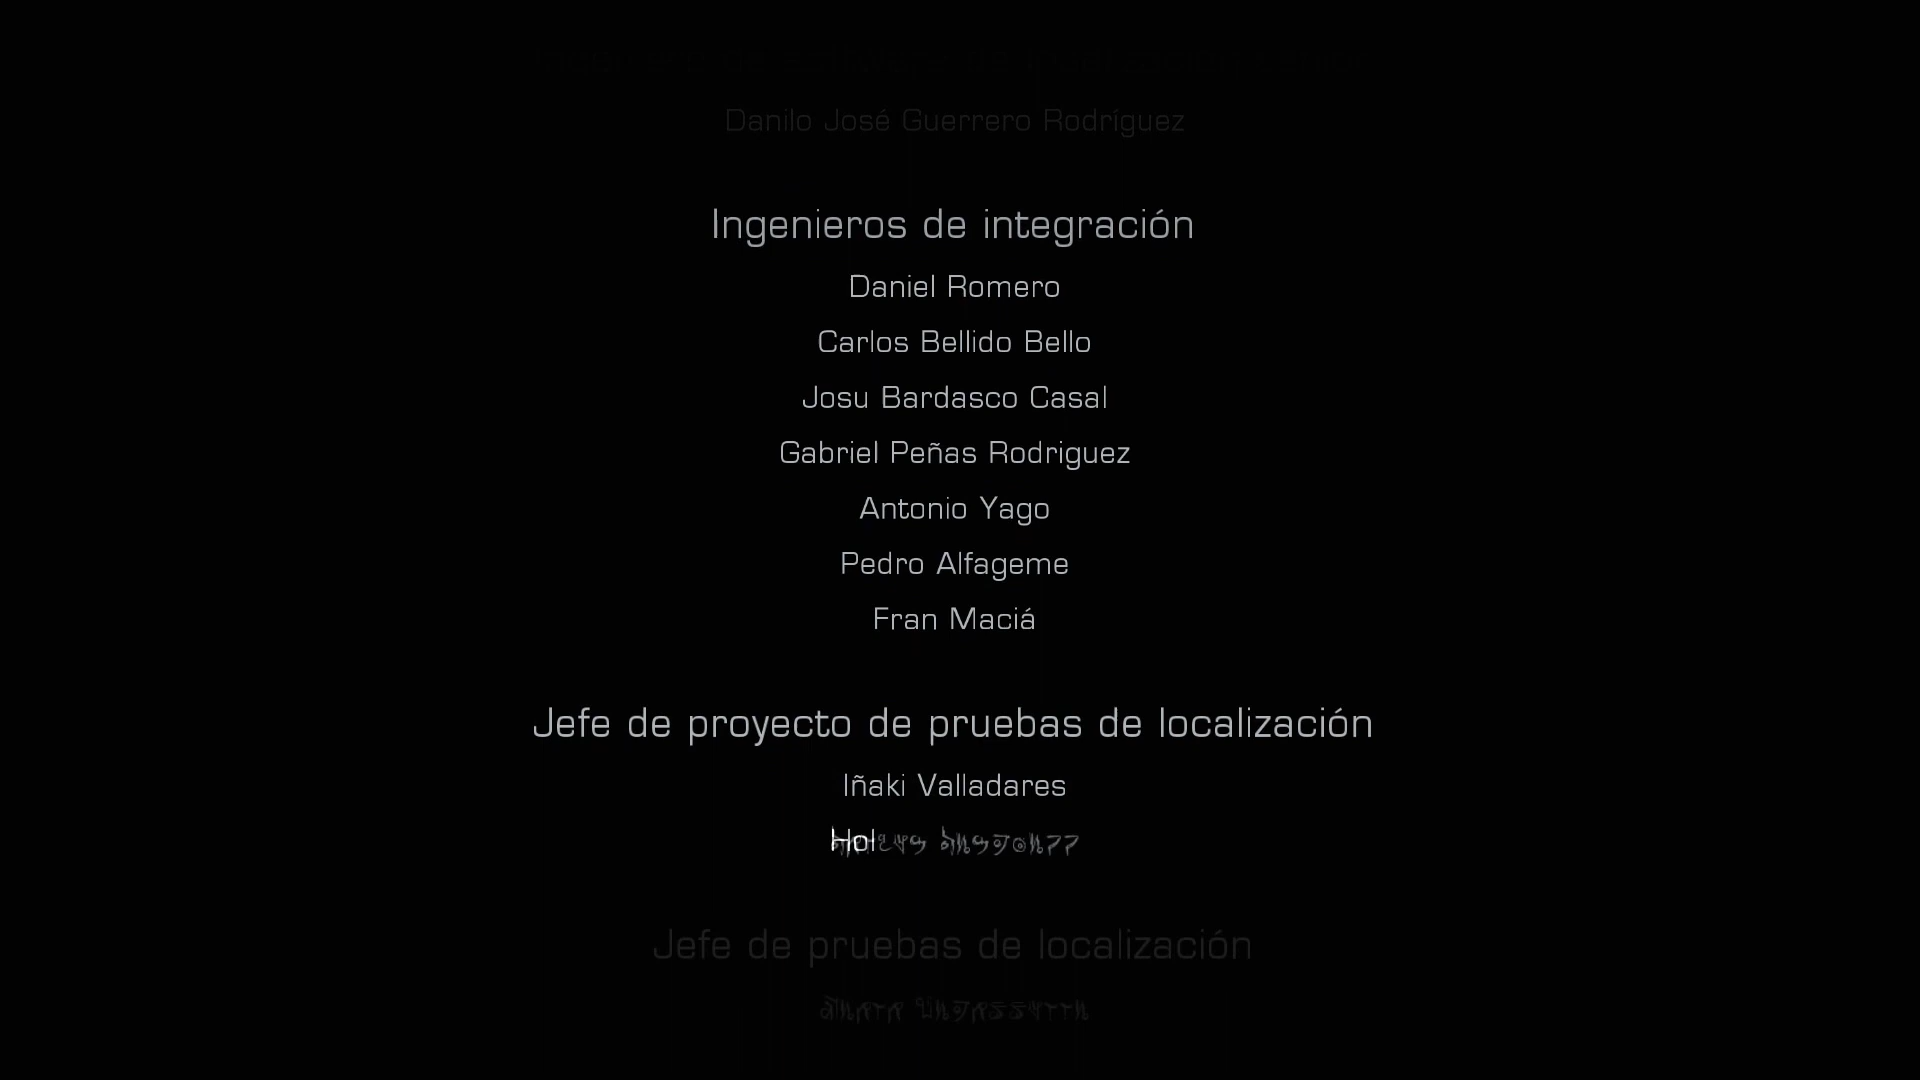 Danilo José Guerrero Rodríguez
Ingenieros de integración
Daniel Romero
Carlos Bellido Bello
Josu Bardasco Casal
Gabriel Peñas Rodriguez
Antonio Yago
Pedro Alfageme
Fran Maciá
Jefe de proyecto de pruebas de localización
Iñaki Valladares
Jefe de pruebas de localización